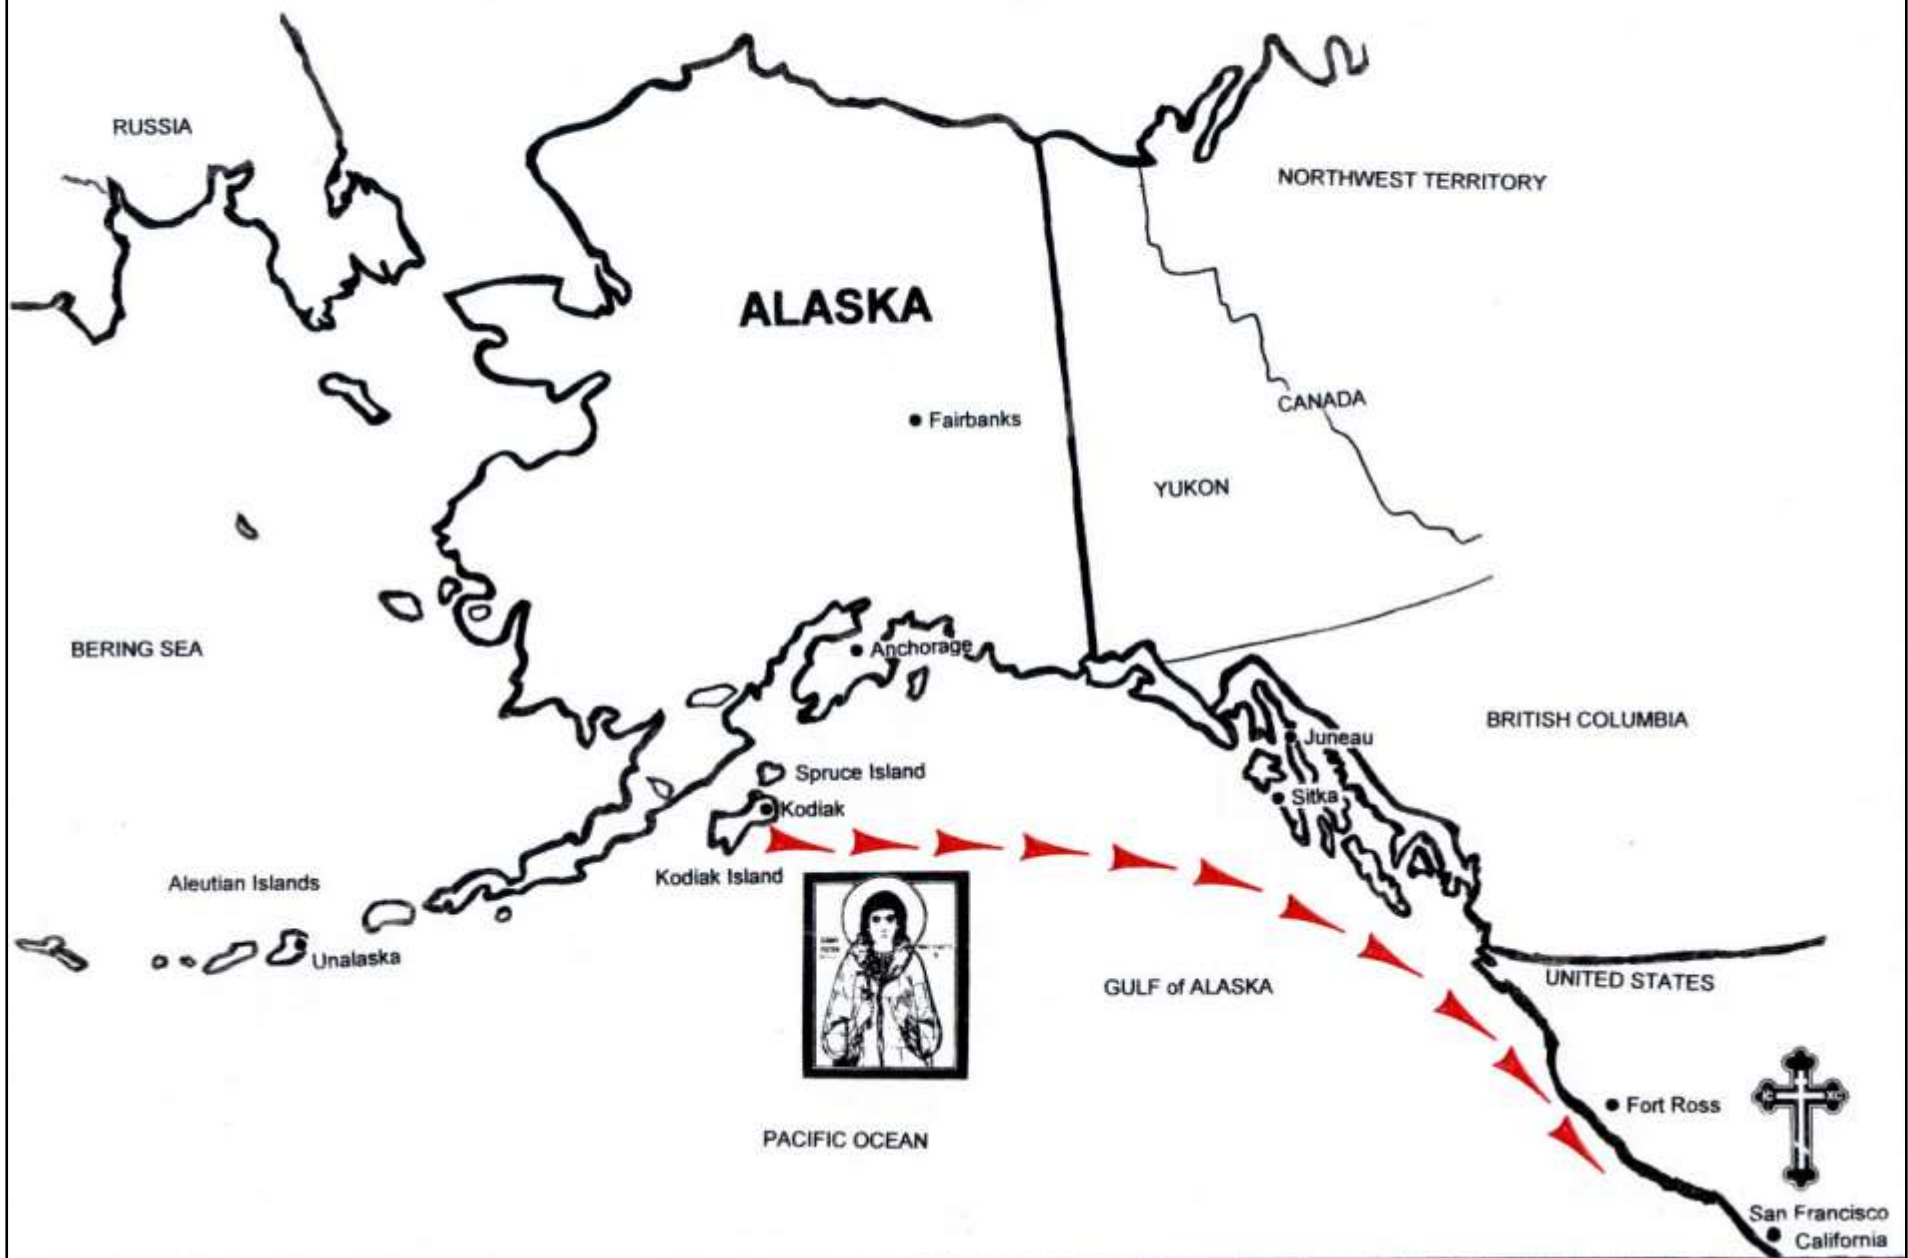 RUSSIA
NORTHWEST TERRITORY
ALASKA
CANADA
Fairbanks
YUKON
BERING SEA
Anchorage
BRITISH COLUMBIA
Juneau
Spruce Island
Sitka
Kodiak
Kodiak Island
Aleutian Islands
Unalaska
UNITED STATES
GULF of ALASKA
Fort Ross
PACIFIC OCEAN
San Francisco
California